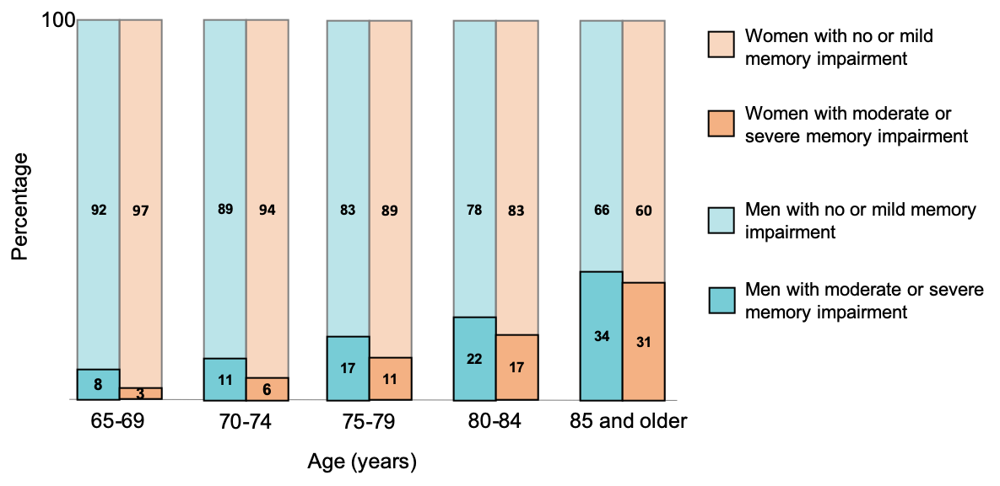 100
Percentage
92 97 89 94 83 89 78 83 66 60
8 3 11 6 17 11 22 17 34 31
65-69 70-74 75-79 80-84 85 and older
Age (years)
Women with no or mild
memory impairment
Women with moderate or
severe memory impairment
Men with no or mild memory
impairment
Men with moderate or severe
memory impairment